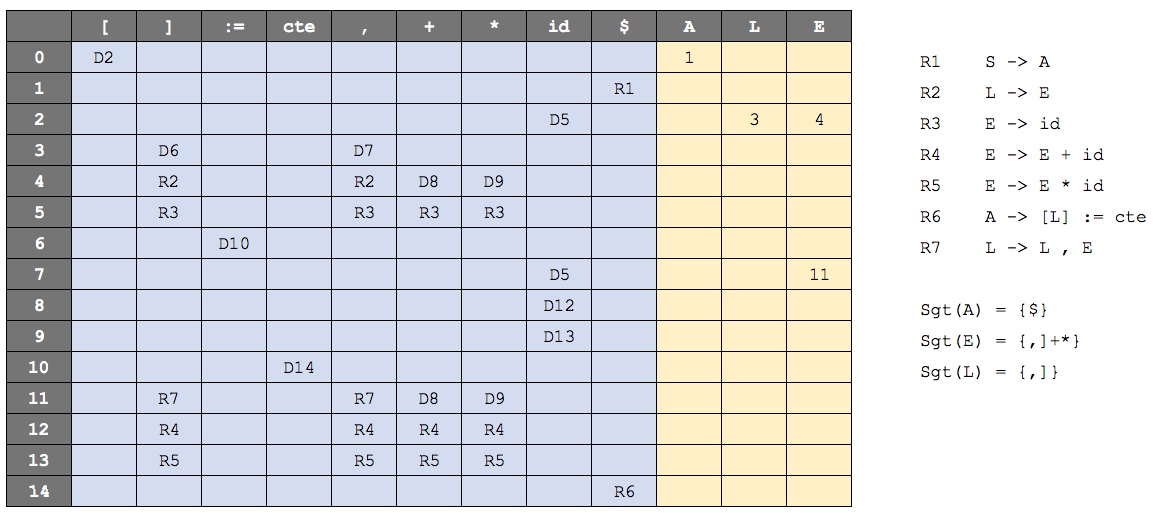 [ ] := cte , + * id $ A L E
0 D2 1
1 R1
2 D5 3 4
3 D6 D7
4 R2 R2 D8 D9
5 R3 R3 R3 R3
6 D10
7 D5 11
8 D12
9 D13
10 D14
11 R7 R7 D8 D9
12 R4 R4 R4 R4
13 R5 R5 R5 R5
14 R6
R1 S -> A
R2 L -> E
R3 E -> id
R4 E -> E + id
R5 E -> E * id
R6 A -> [L] := cte
R7 L -> L , E
Sgt(A) = {$}
Sgt(E) = {,]+*}
Sgt(L) = {,]}